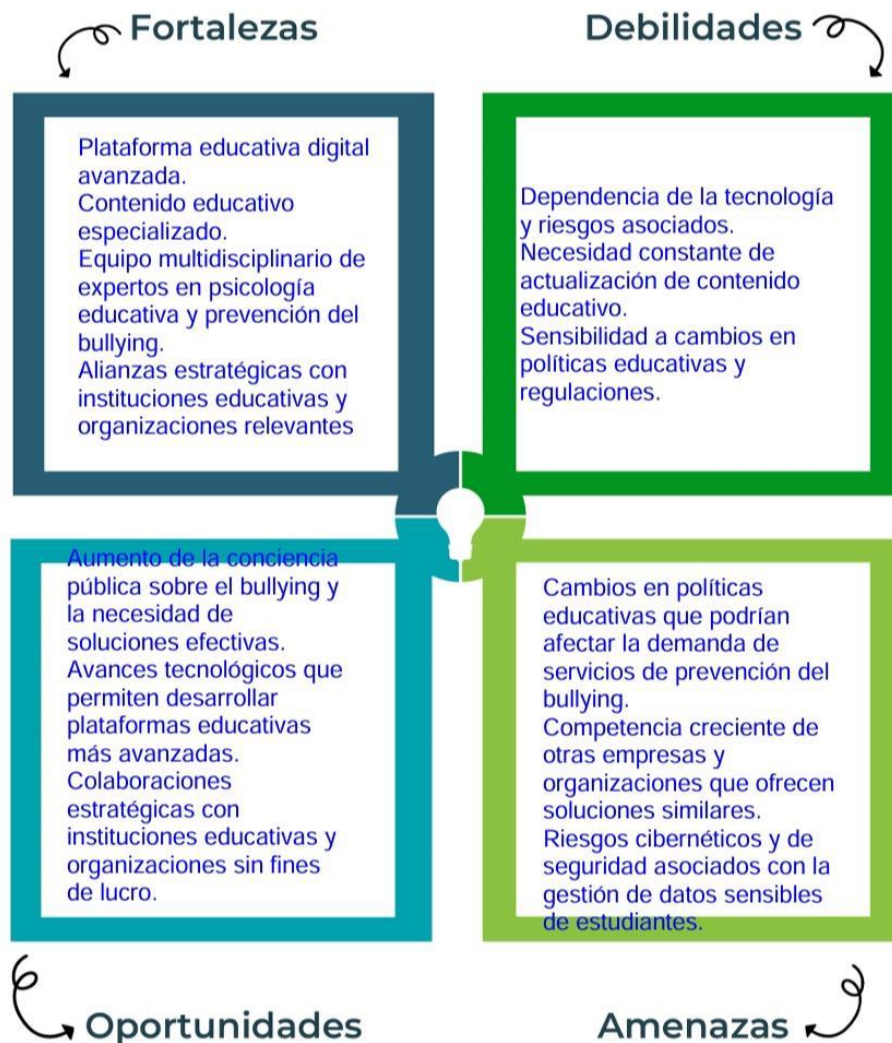 Fortalezas
Plataforma educativa digital
avanzada.
Contenido educativo
especializado.
Equipo multidisciplinario de
expertos en psicología
educativa y prevención del
bullying.
Alianzas estratégicas con
instituciones educativas y
organizaciones relevantes
Debilidades
Dependencia de la tecnología
y riesgos asociados.
Necesidad constante de
actualización de contenido
educativo.
Sensibilidad a cambios en
políticas educativas y
regulaciones.
Aumento de la conciencia
pública sobre el bullying y
la necesidad de
soluciones efectivas.
Avances tecnológicos que
permiten desarrollar
plataformas educativas
más avanzadas.
Colaboraciones
estratégicas con
instituciones educativas y
organizaciones sin fines
de lucro.
Oportunidades
Cambios en políticas
educativas que podrían
afectar la demanda de
servicios de prevención del
bullying.
Competencia creciente de
otras empresas y
organizaciones que ofrecen
soluciones similares.
Riesgos cibernéticos y de
seguridad asociados con la
gestión de datos sensibles
de estudiantes.
Amenazas